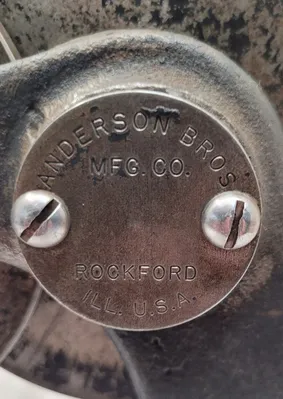 ANDERSON BROS
MFG. CO.
ROCKFORD
ILL. U.S.A.